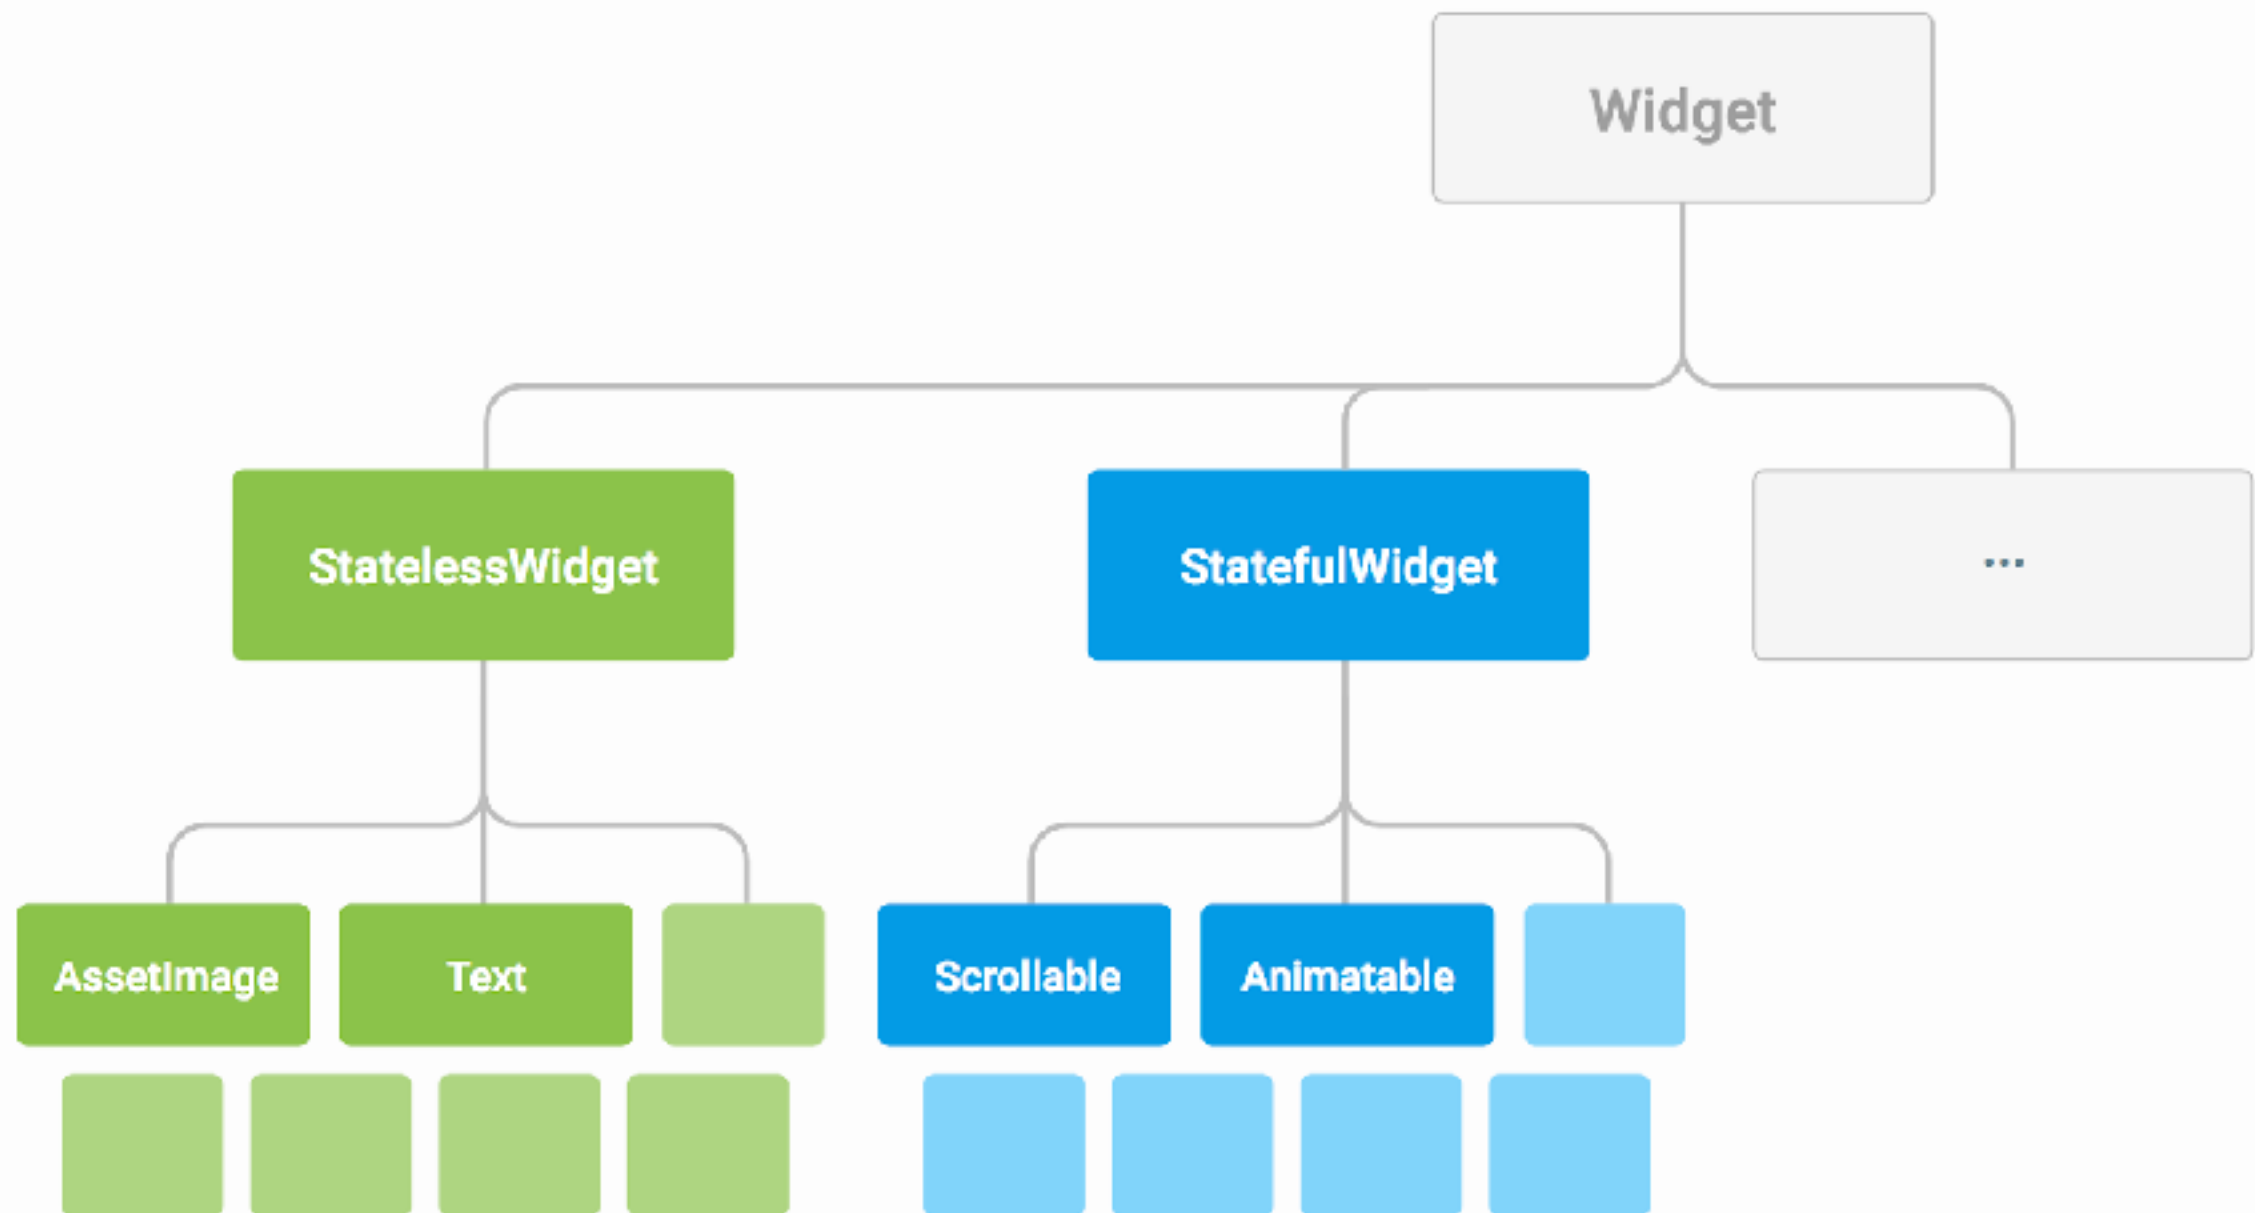 Widget
StatelessWidget
StatefulWidget
...
AssetImage
Text
Scrollable
Animatable